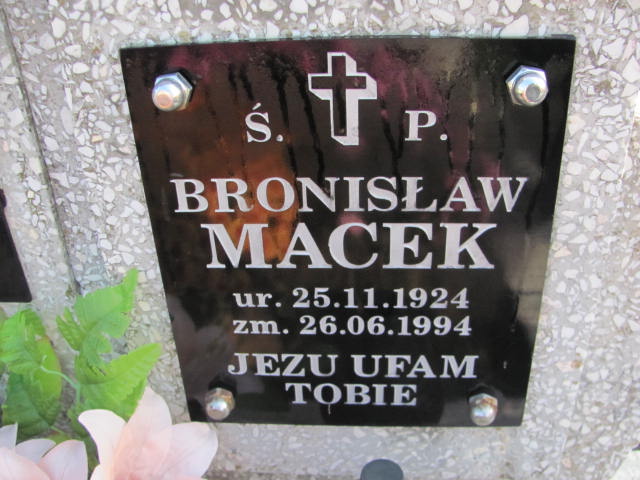 Ś. P.
BRONISŁAW
MACEK
ur. 25.11.1924
zm. 26.06.1994
JEZU UFAM
TOBIE